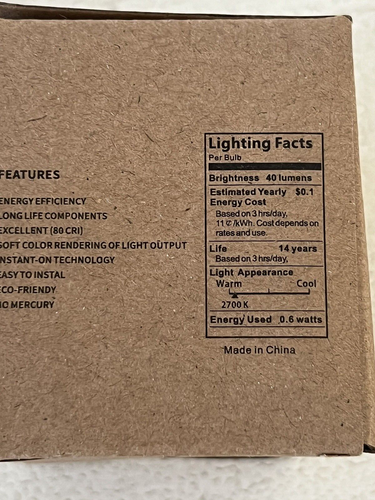 FEATURES
ENERGY EFFICIENCY
LONG LIFE COMPONENTS
EXCELLENT (80 CRI)
SOFT COLOR RENDERING OF LIGHT OUTPUT
INSTANT-ON TECHNOLOGY
EASY TO INSTAL
ECO-FRIENDY
NO MERCURY
Lighting Facts
Per Bulb
Brightness 40 lumens
Estimated Yearly $0.1
Energy Cost
Based on 3 hrs/day,
11 ¢/kWh. Cost depends on
rates and use.
Life 14 years
Based on 3 hrs/day,
Light Appearance
Warm Cool
2700 K
Energy Used 0.6 watts
Made in China